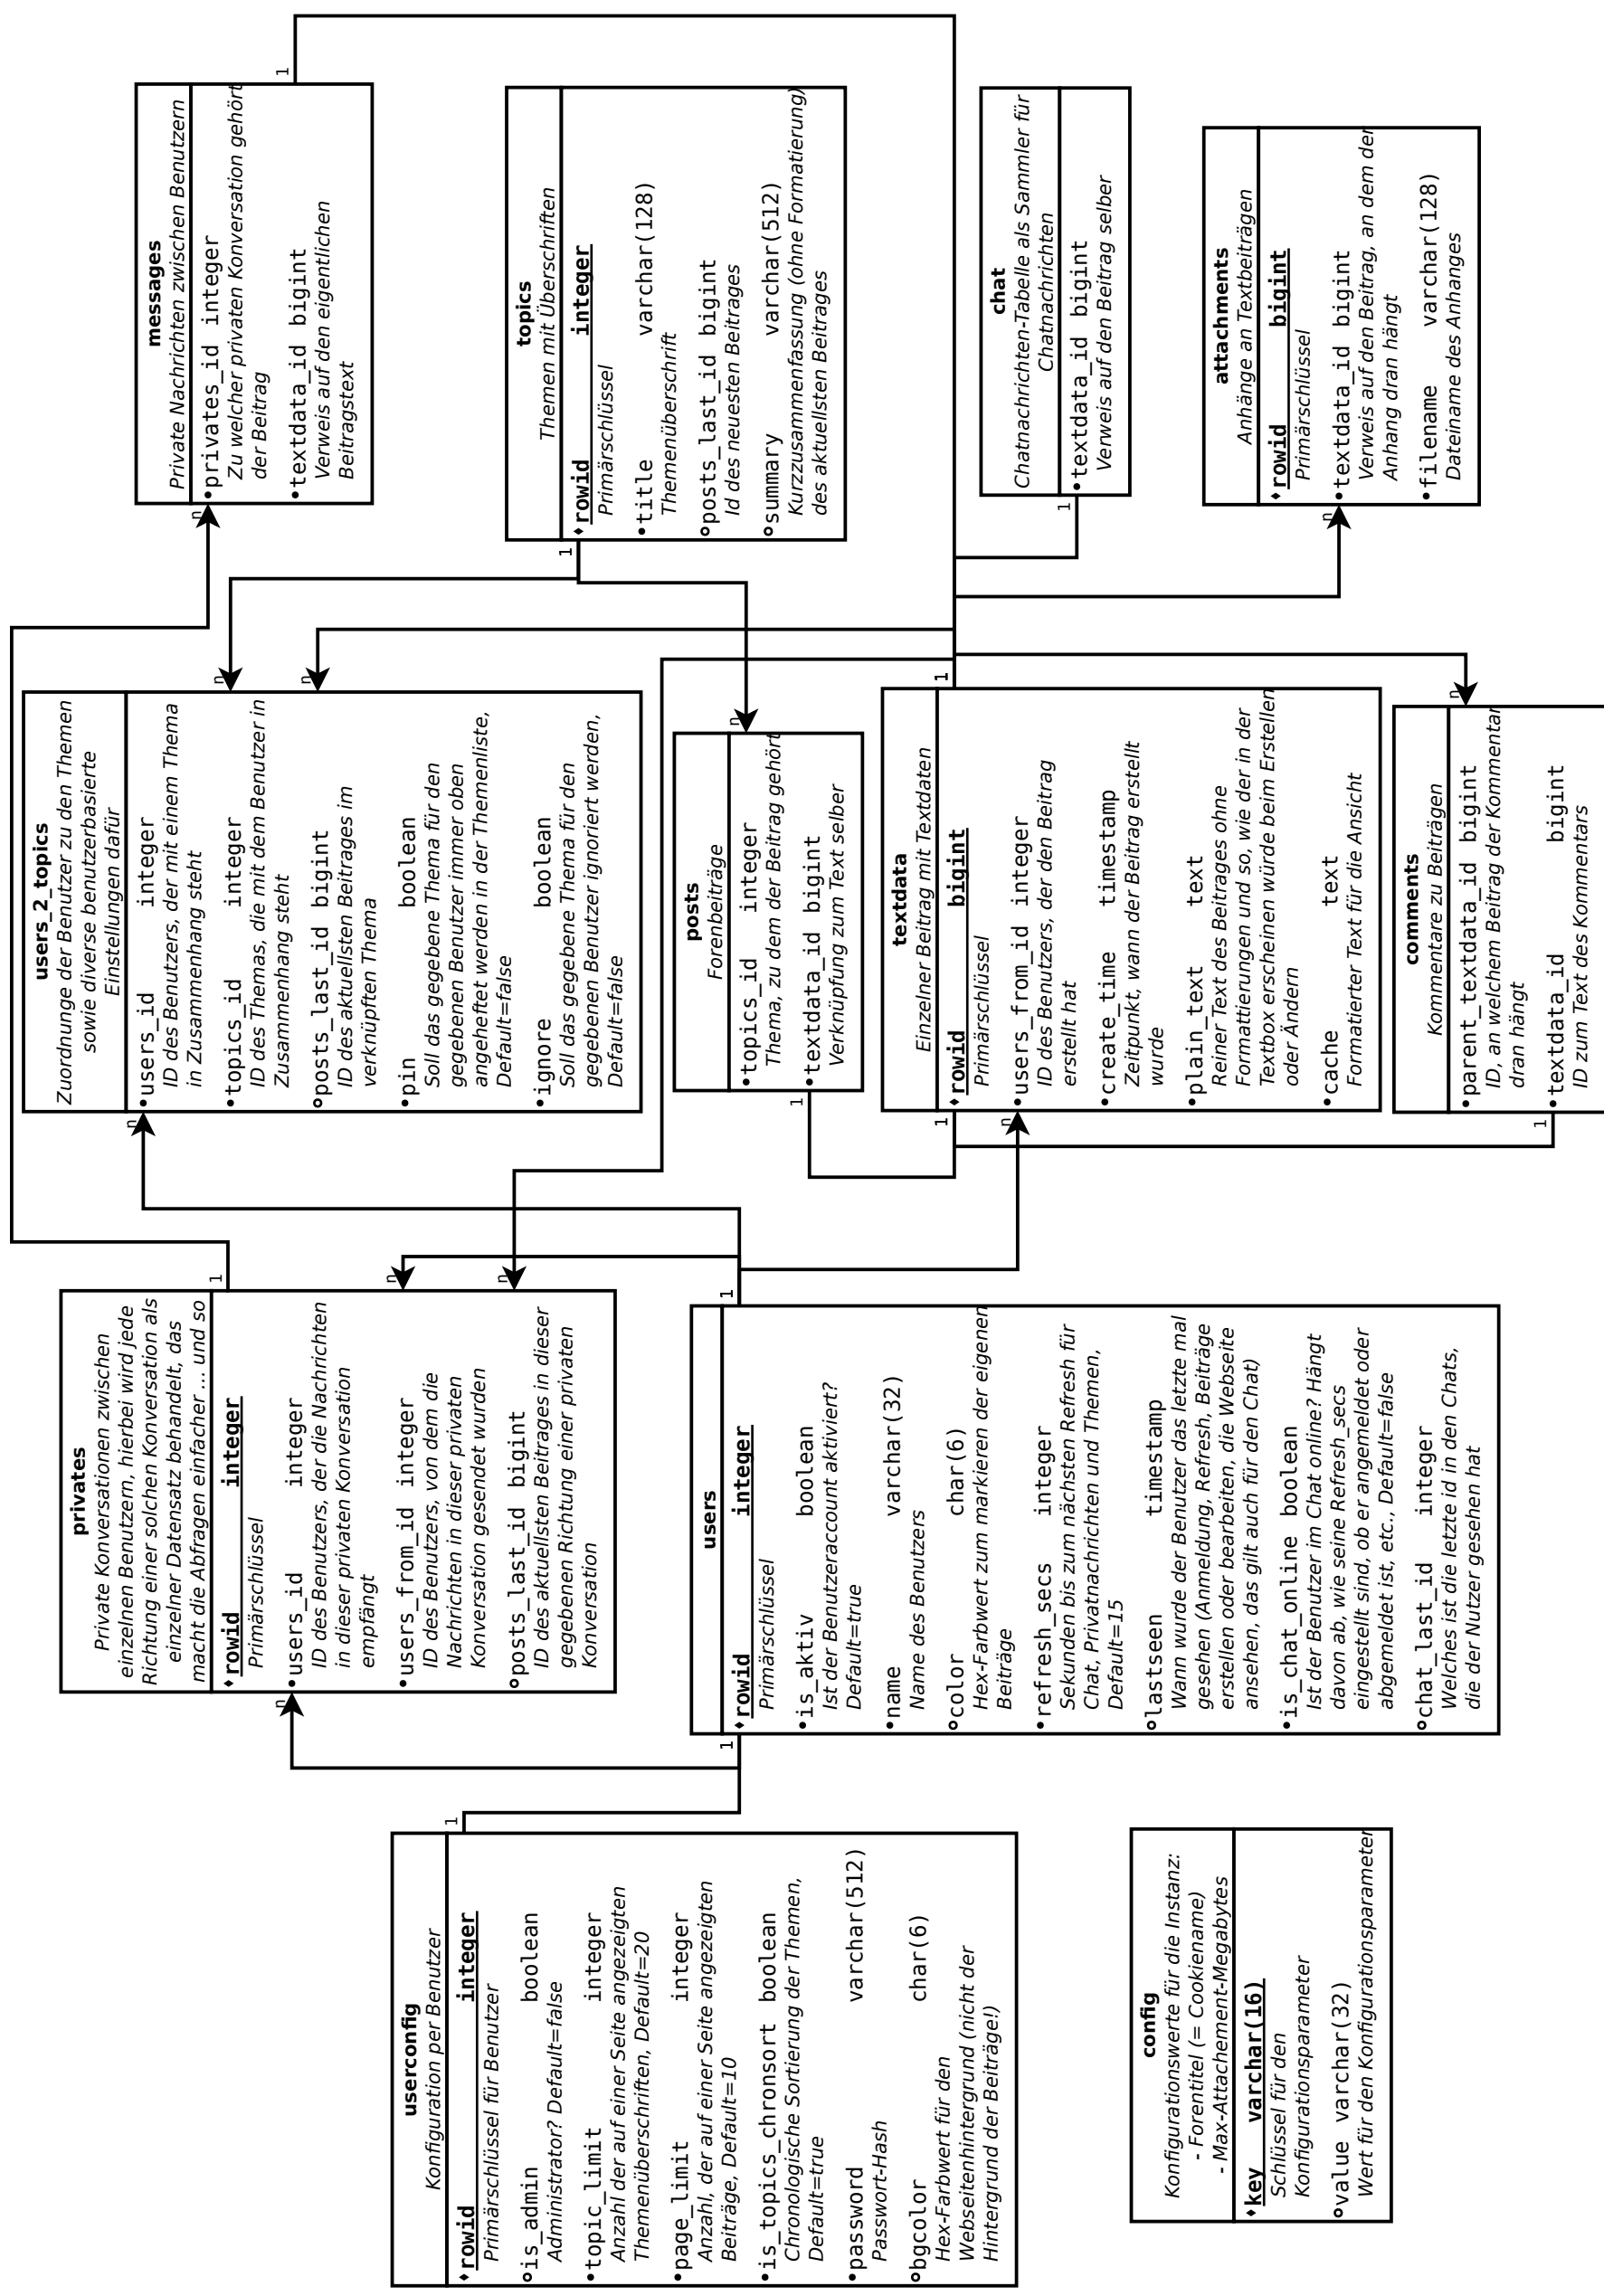 userconfig
Konfiguration per Benutzer
rowid integer
Primärschlüssel für Benutzer
is_admin boolean
Administrator? Default=false
topic_limit integer
Anzahl der auf einer Seite angezeigten
Themenüberschriften, Default=20
page_limit integer
Anzahl, der auf einer Seite angezeigten
Beiträge, Default=10
is_topics_chronsort boolean
Chronologische Sortierung der Themen,
Default=true
password varchar(512)
Passwort-Hash
bgcolor char(6)
Hex-Farbwert für den
Webseitenhintergrund (nicht der
Hintergrund der Beiträge!)
1
config
Konfigurationswerte für die Instanz:
- Forentitel (= Cookiename)
- Max-Attachement-Megabytes
key varchar(16)
Schlüssel für den
Konfigurationsparameter
value varchar(32)
Wert für den Konfigurationsparameter
privates
Private Konversationen zwischen
einzelnen Benutzern, hierbei wird jede
Richtung einer solchen Konversation als
einzelner Datensatz behandelt, das
macht die Abfragen einfacher ... und so
rowid integer
Primärschlüssel
users_id integer
ID des Benutzers, der die Nachrichten
in dieser privaten Konversation
empfängt
users_from_id integer
ID des Benutzers, von dem die
Nachrichten in dieser privaten
Konversation gesendet wurden
posts_last_id bigint
ID des aktuellsten Beitrages in dieser
gegebenen Richtung einer privaten
Konversation
n
1
n
n
users
rowid integer
Primärschlüssel
is_aktiv boolean
Ist der Benutzeraccount aktiviert?
Default=true
name varchar(32)
Name des Benutzers
color char(6)
Hex-Farbwert zum markieren der eigenen
Beiträge
refresh_secs integer
Sekunden bis zum nächsten Refresh für
Chat, Privatnachrichten und Themen,
Default=15
lastseen timestamp
Wann wurde der Benutzer das letzte mal
gesehen (Anmeldung, Refresh, Beiträge
erstellen oder bearbeiten, die Webseite
ansehen, das gilt auch für den Chat)
is_chat_online boolean
Ist der Benutzer im Chat online? Hängt
davon ab, wie seine Refresh_secs
eingestellt sind, ob er angemeldet oder
abgemeldet ist, etc., Default=false
chat_last_id integer
Welches ist die letzte id in den Chats,
die der Nutzer gesehen hat
1
1
users_2_topics
Zuordnunge der Benutzer zu den Themen
sowie diverse benutzerbasierte
Einstellungen dafür
users_id integer
ID des Benutzers, der mit einem Thema
in Zusammenhang steht
topics_id integer
ID des Themas, die mit dem Benutzer in
Zusammenhang steht
posts_last_id bigint
ID des aktuellsten Beitrages im
verknüpften Thema
pin boolean
Soll das gegebene Thema für den
gegebenen Benutzer immer oben
angeheftet werden in der Themenliste,
Default=false
ignore boolean
Soll das gegebene Thema für den
gegebenen Benutzer ignoriert werden,
Default=false
n
n
n
posts
Forenbeiträge
topics_id integer
Thema, zu dem der Beitrag gehört
textdata_id bigint
Verknüpfung zum Text selber
1
n
textdata
Einzelner Beitrag mit Textdaten
rowid bigint
Primärschlüssel
users_from_id integer
ID des Benutzers, der den Beitrag
erstellt hat
create_time timestamp
Zeitpunkt, wann der Beitrag erstellt
wurde
plain_text text
Reiner Text des Beitrages ohne
Formattierungen und so, wie der in der
Textbox erscheinen würde beim Erstellen
oder Ändern
cache text
Formatierter Text für die Ansicht
1
n
1
comments
Kommentare zu Beiträgen
parent_textdata_id bigint
ID, an welchem Beitrag der Kommentar
dran hängt
textdata_id bigint
ID zum Text des Kommentars
1
n
messages
Private Nachrichten zwischen Benutzern
privates_id integer
Zu welcher privaten Konversation gehört
der Beitrag
textdata_id bigint
Verweis auf den eigentlichen
Beitragstext
n
1
topics
Themen mit Überschriften
rowid integer
Primärschlüssel
title varchar(128)
Themenüberschrift
posts_last_id bigint
Id des neuesten Beitrages
summary varchar(512)
Kurzzusammenfassung (ohne Formatierung)
des aktuellsten Beitrages
1
chat
Chatnachrichten-Tabelle als Sammler für
Chatnachrichten
textdata_id bigint
Verweis auf den Beitrag selber
1
attachments
Anhänge an Textbeiträgen
rowid bigint
Primärschlüssel
textdata_id bigint
Verweis auf den Beitrag, an dem der
Anhang dran hängt
filename varchar(128)
Dateiname des Anhanges
n